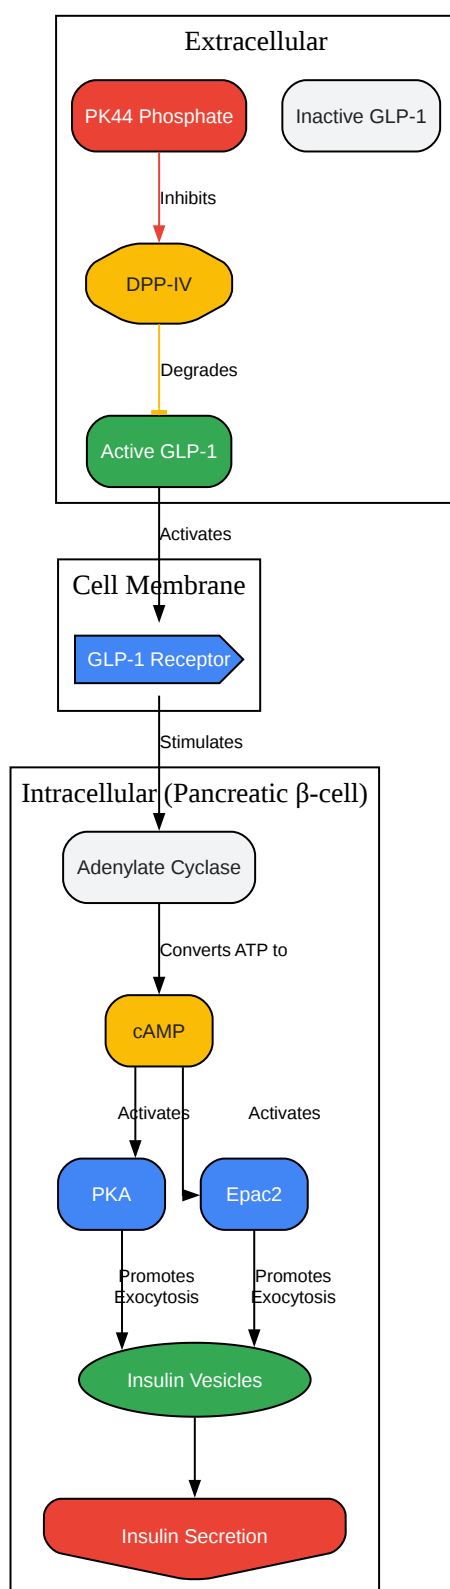 Extracellular
PK44 Phosphate
Inactive GLP-1
Inhibits
DPP-IV
Degrades
Active GLP-1
Activates
Cell Membrane
GLP-1 Receptor
Stimulates
Intracellular (Pancreatic β-cell)
Adenylate Cyclase
Converts ATP to
cAMP
Activates
Activates
PKA
Epac2
Promotes
Exocytosis
Promotes
Exocytosis
Insulin Vesicles
Insulin Secretion